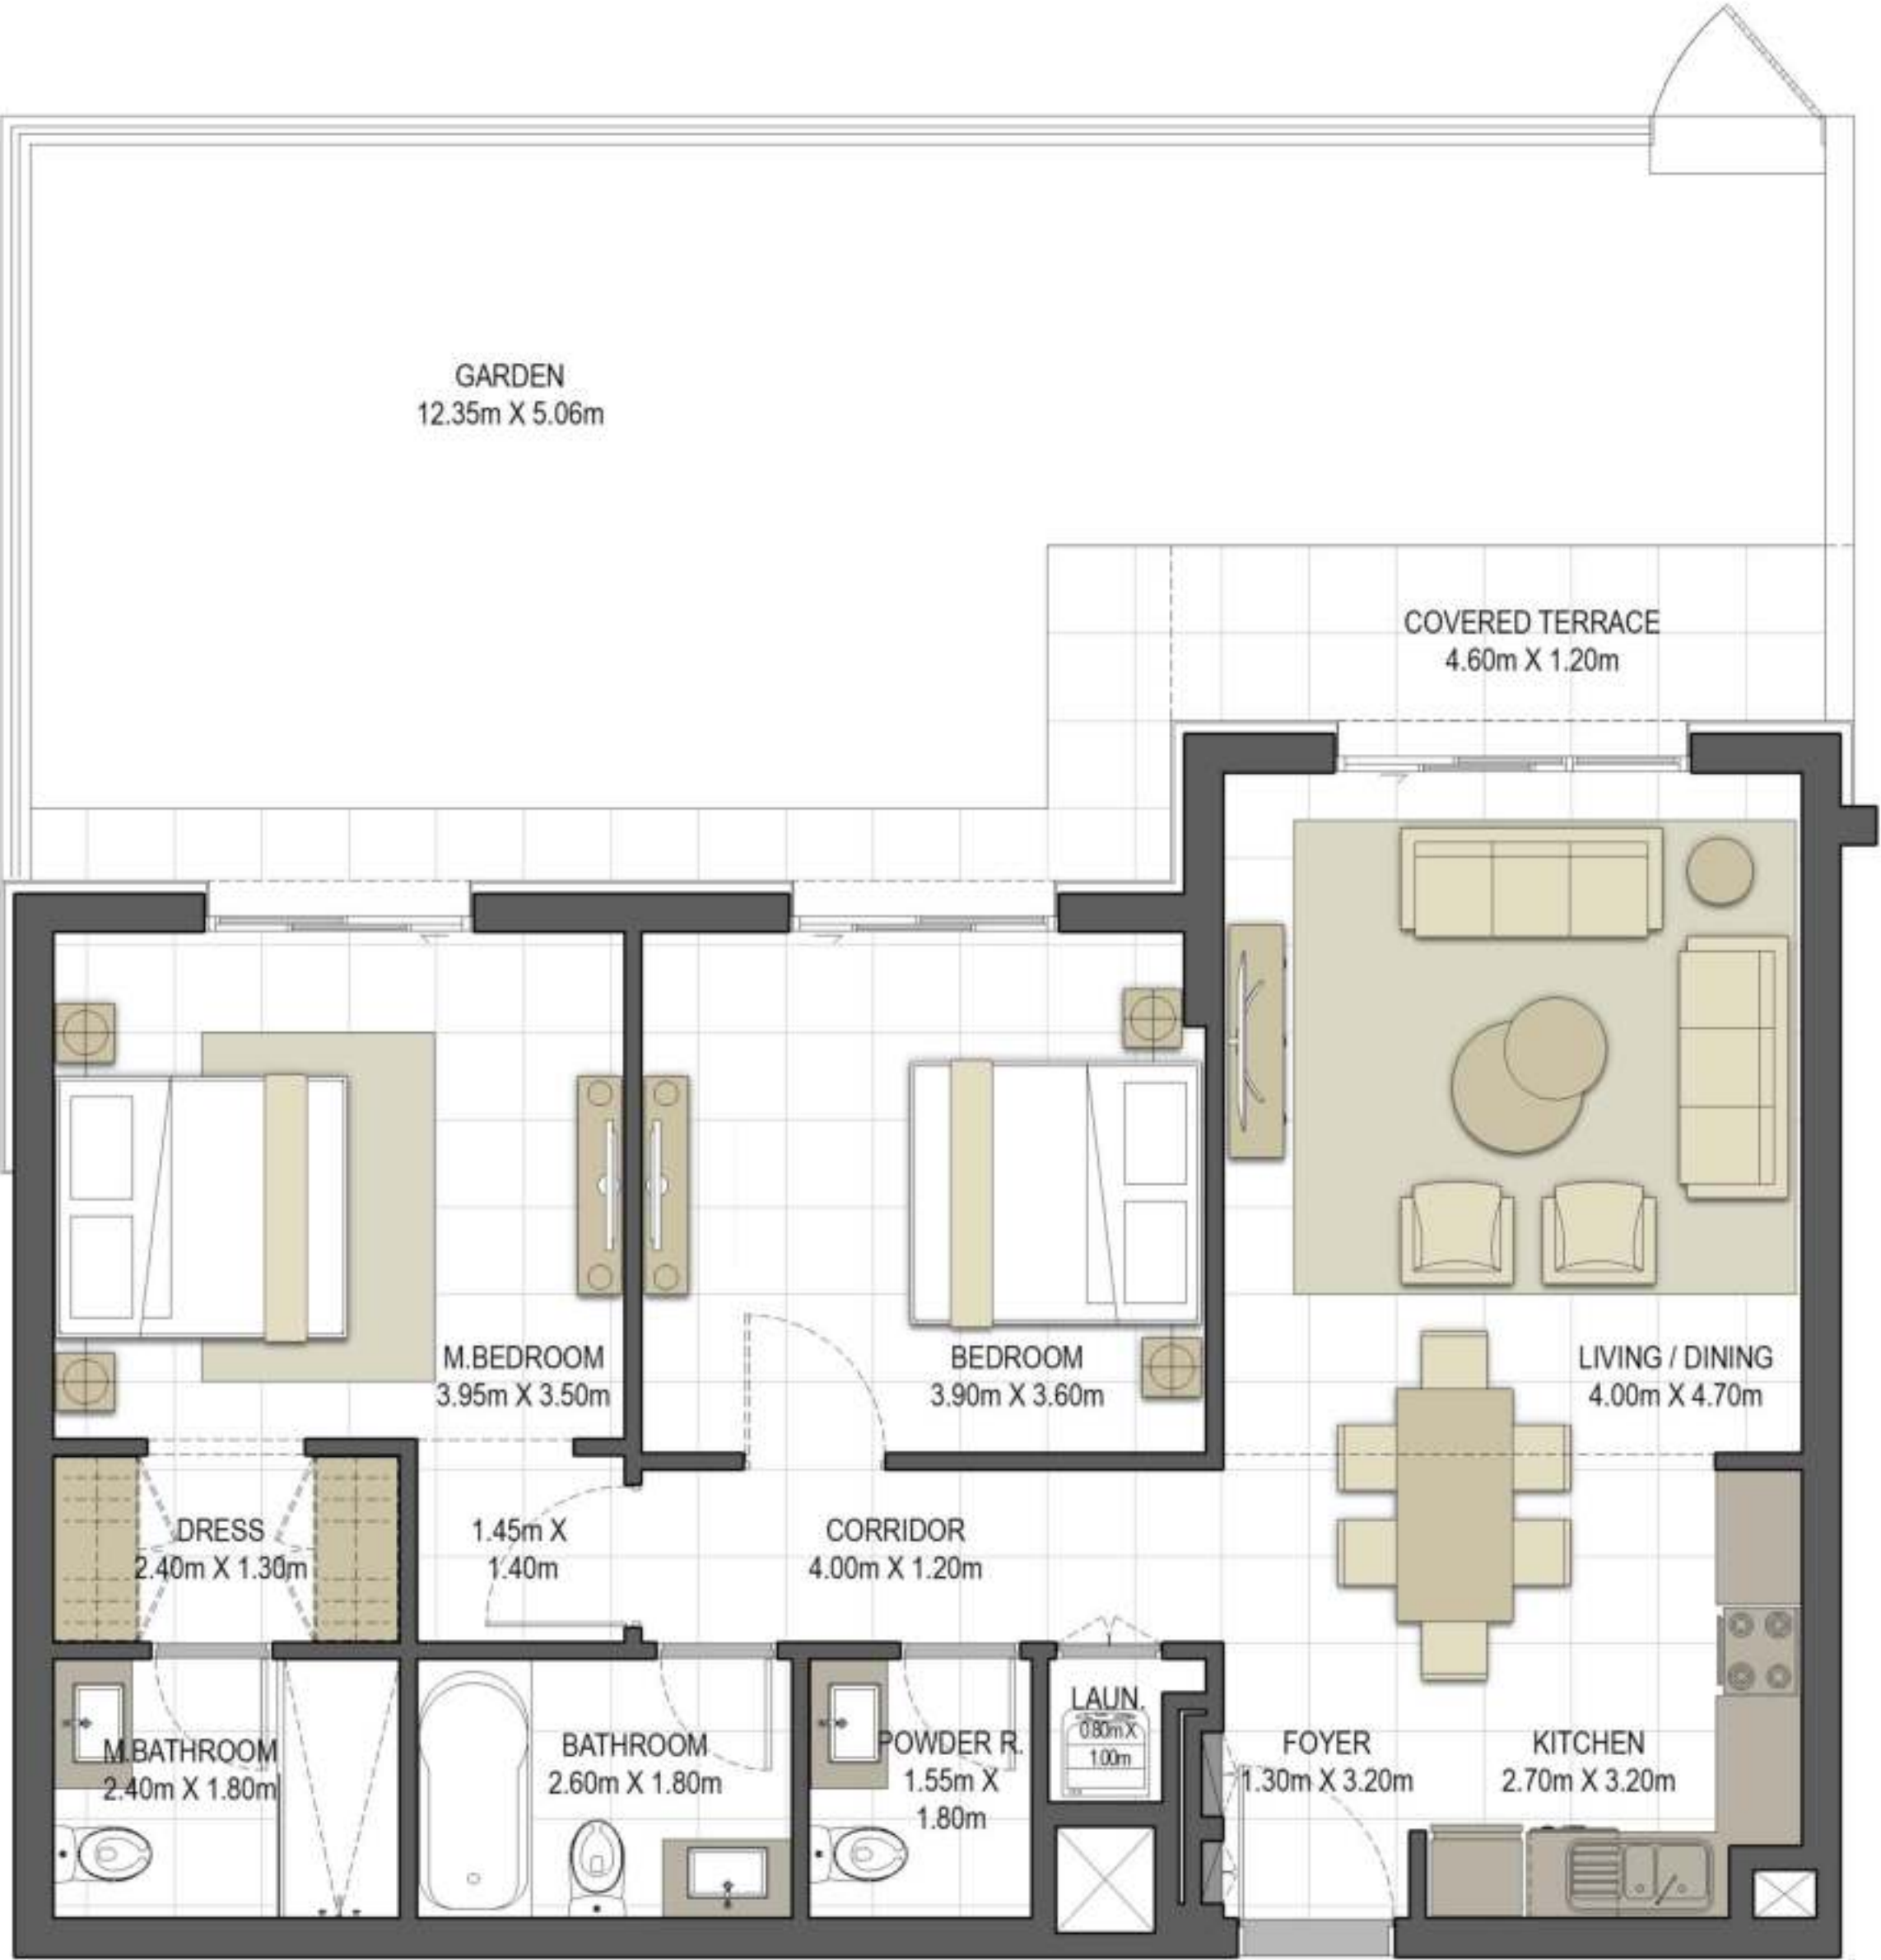 GARDEN
12.35m X 5.06m
COVERED TERRACE
4.60m X 1.20m
M.BEDROOM
3.95m X 3.50m
BEDROOM
3.90m X 3.60m
LIVING / DINING
4.00m X 4.70m
DRESS
2.40m X 1.30m
1.45m X
1.40m
CORRIDOR
4.00m X 1.20m
M.BATHROOM
2.40m X 1.80m
BATHROOM
2.60m X 1.80m
POWDER R.
1.55m X
1.80m
LAUN.
0.80m X
1.00m
FOYER
1.30m X 3.20m
KITCHEN
2.70m X 3.20m